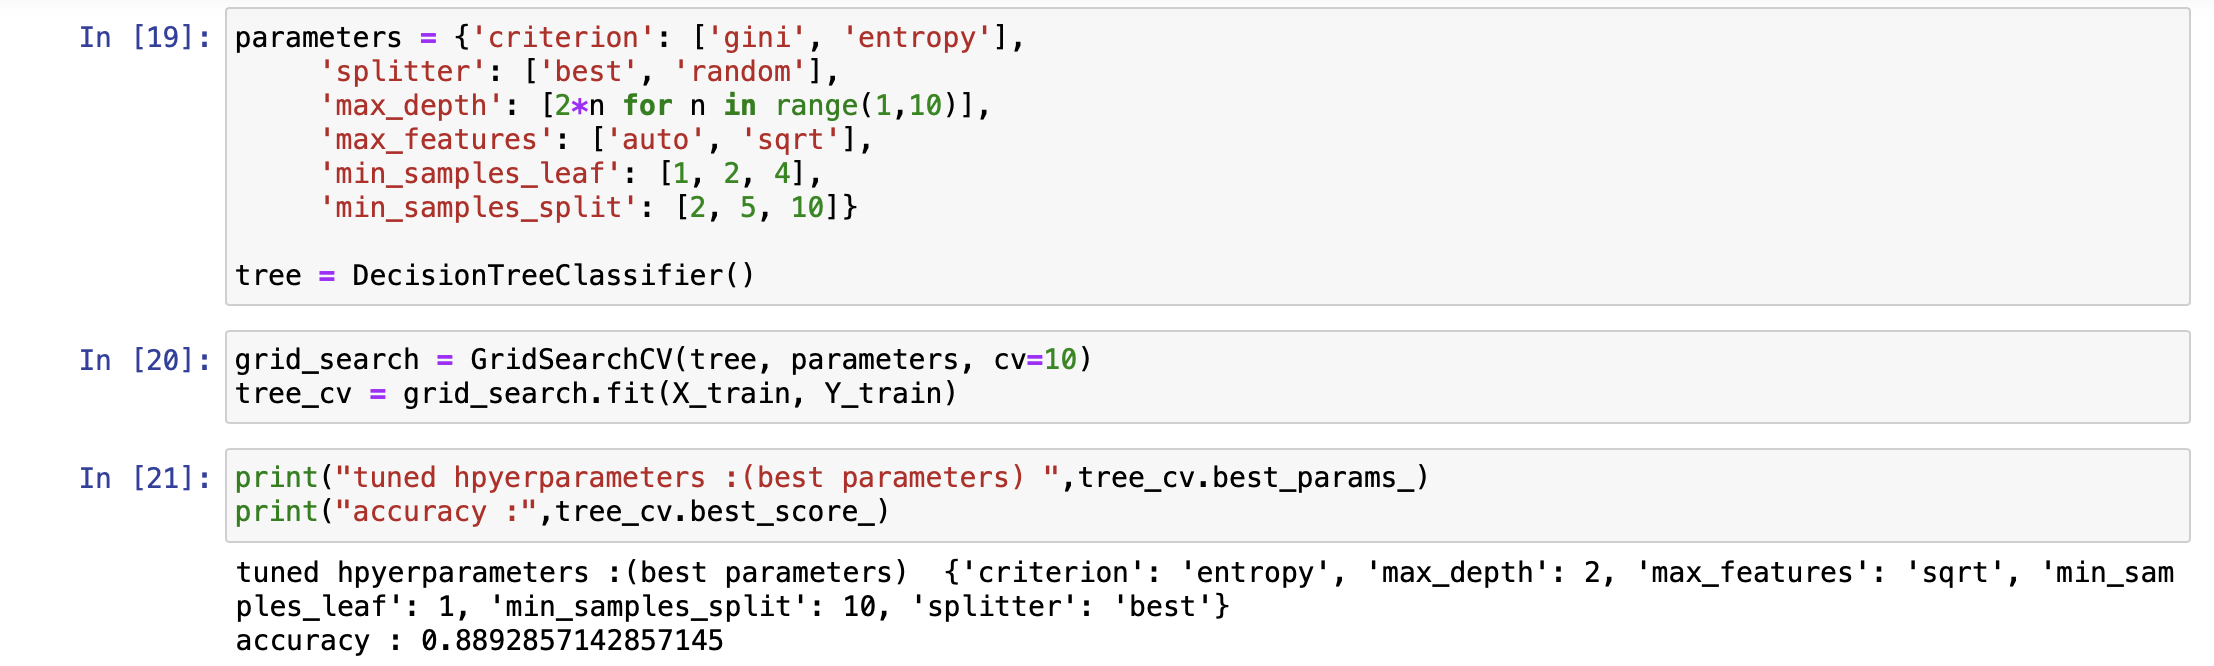 In [19]: parameters = {'criterion': ['gini', 'entropy'],
'splitter': ['best', 'random'],
'max_depth': [2*n for n in range(1,10)],
'max_features': ['auto', 'sqrt'],
'min_samples_leaf': [1, 2, 4],
'min_samples_split': [2, 5, 10]}
tree = DecisionTreeClassifier()
In [20]: grid_search = GridSearchCV(tree, parameters, cv=10)
tree_cv = grid_search.fit(X_train, Y_train)
In [21]: print("tuned hpyerparameters :(best parameters) ",tree_cv.best_params_)
print("accuracy :",tree_cv.best_score_)
tuned hpyerparameters :(best parameters)  {'criterion': 'entropy', 'max_depth': 2, 'max_features': 'sqrt', 'min_sam
ples_leaf': 1, 'min_samples_split': 10, 'splitter': 'best'}
accuracy : 0.8892857142857145